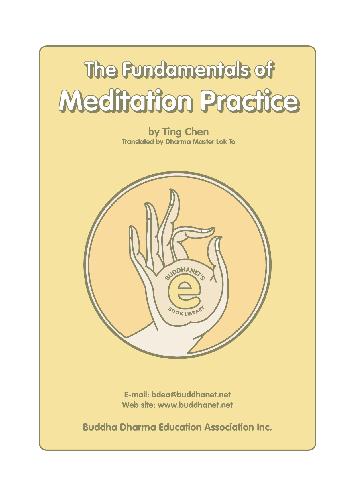 The Fundamentals of
Meditation Practice
by Ting Chen
Translated by Dharma Master Lok To
BUDDHANET'S
e
BOOK LIBRARY
E-mail: bdea@buddhanet.net
Web site: www.buddhanet.net
Buddha Dharma Education Association Inc.